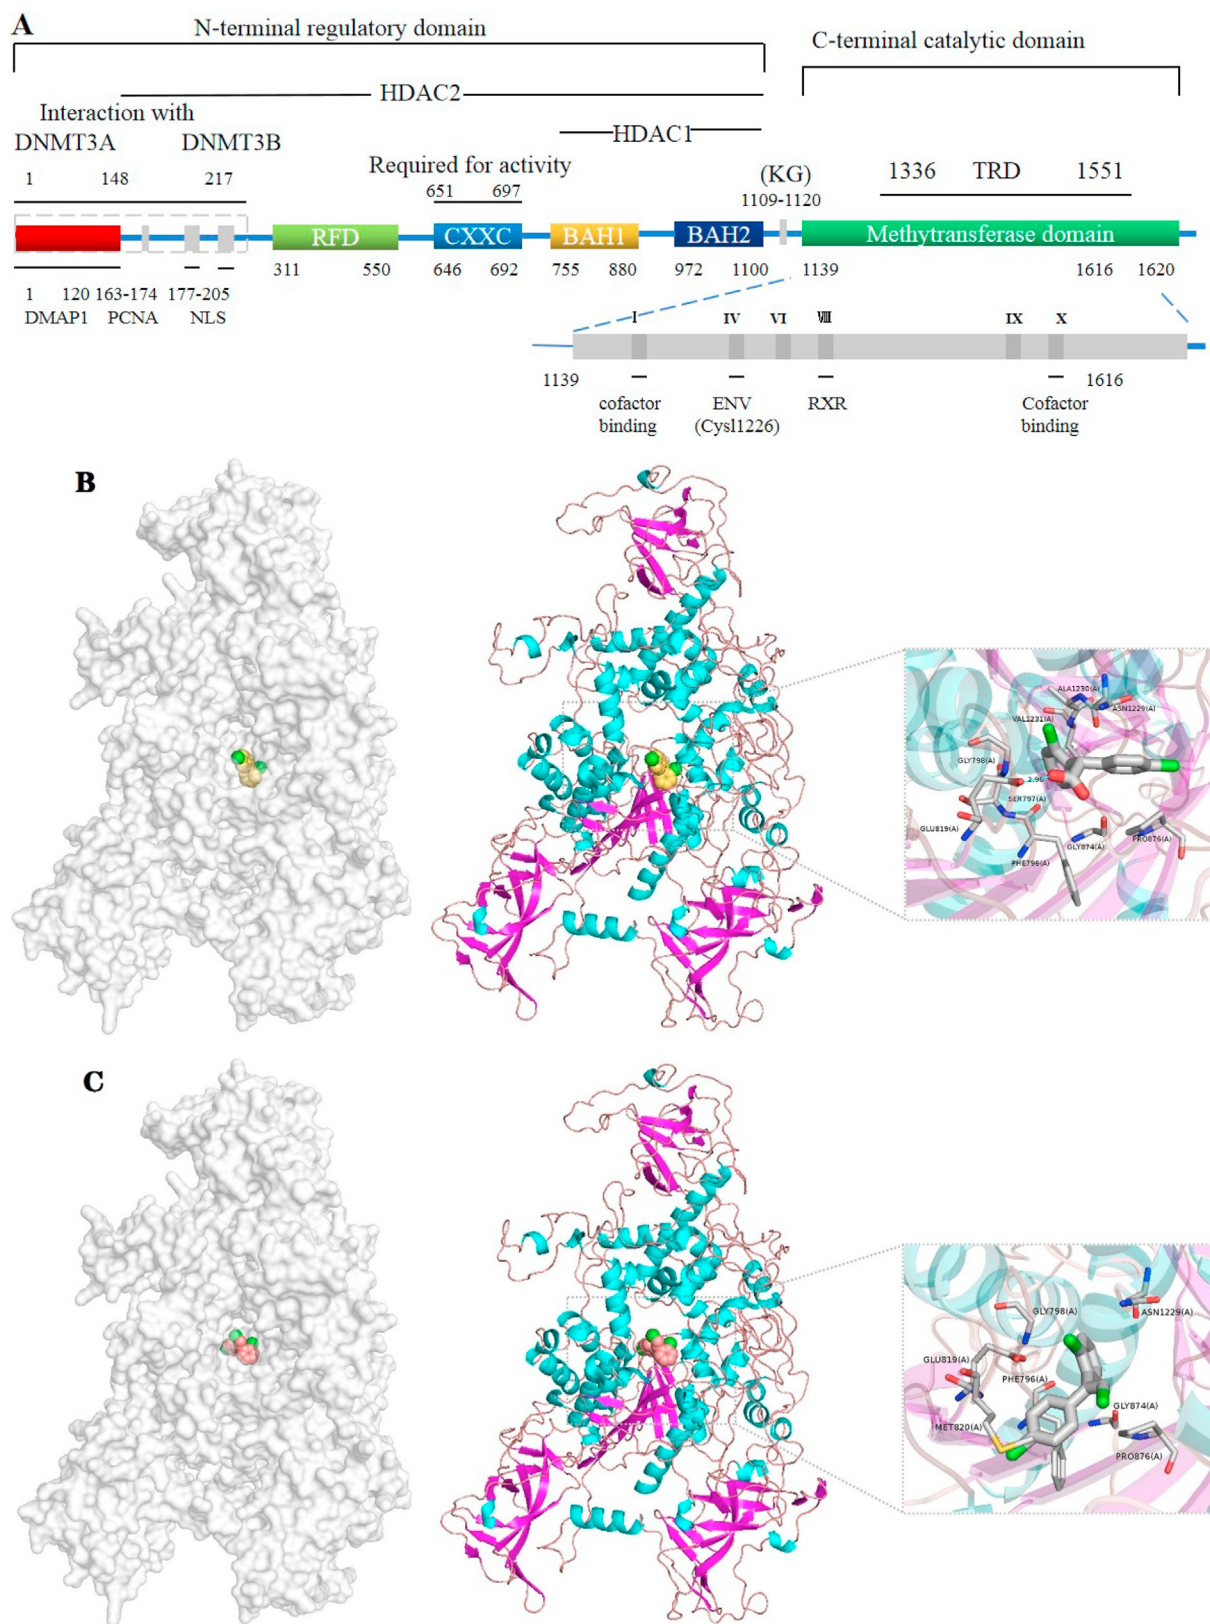 A
N-terminal regulatory domain
C-terminal catalytic domain
HDAC2
Interaction with
DNMT3A DNMT3B
HDAC1
Required for activity
(KG)
1 148 217
651 697
1109-1120
1336 TRD 1551
RFD CXXC BAH1 BAH2 Methytransferase domain
311 550 646 692 755 880 972 1100 1139 1616 1620
1 120 163-174 177-205
DMAP1 PCNA NLS
I IV VI VIII IX X
1139 1616
cofactor binding
ENV (Cysl1226)
RXR
Cofactor binding
B
ALA1230(A)
ASN1229(A)
VAL1231(A)
GLY798(A)
2.96
SER797(A)
GLU819(A)
GLY874(A)
PRO876(A)
PHE796(A)
C
GLY798(A)
ASN1229(A)
GLU819(A)
PHE796(A)
GLY874(A)
MET820(A)
PRO876(A)